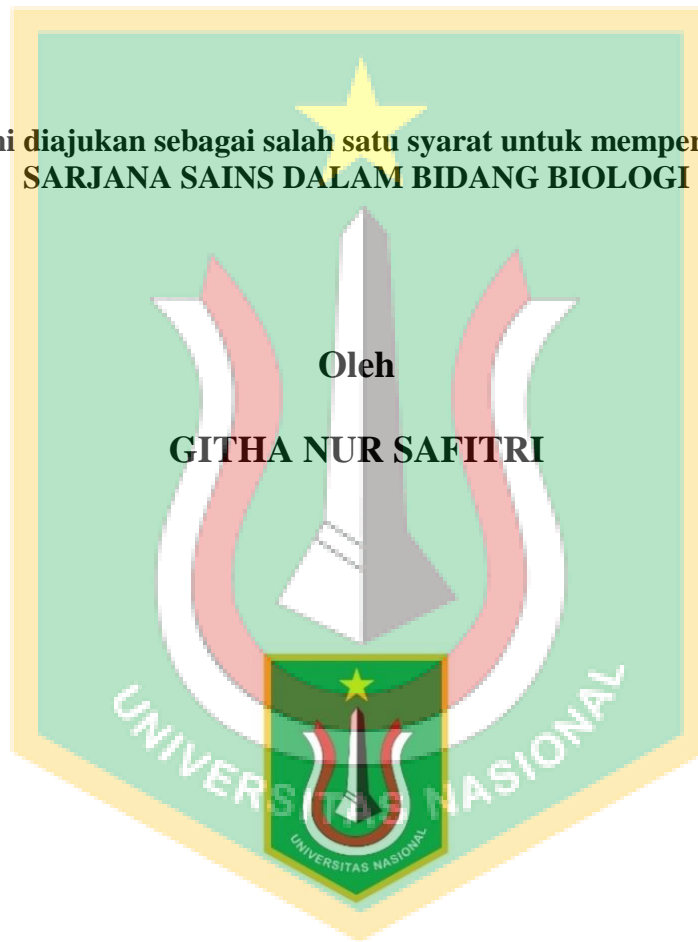 diajukan sebagai salah satu syarat untuk
SARJANA SAINS DALAM BIDANG BIOLOGI
Oleh
GITHA NUR SAFITRI
UNIVERSITAS NASIONAL
UNIVERSITAS NASIONAL